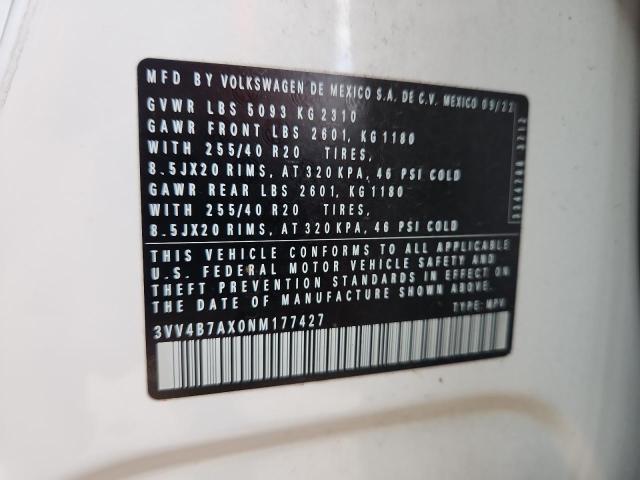 MFD BY VOLKSWAGEN DE MEXICO S.A. DE C.V. MEXICO 09/22
GVWR LBS 5093 KG 2310
GAWR FRONT LBS 2601, KG 1180
WITH 255/40 R20 TIRES,
8.5JX20 RIMS, AT 320 KPA, 46 PSI COLD
GAWR REAR LBS 2601, KG 1180
WITH 255/40 R20 TIRES,
8.5JX20 RIMS, AT 320 KPA, 46 PSI COLD
THIS VEHICLE CONFORMS TO ALL APPLICABLE
U.S. FEDERAL MOTOR VEHICLE SAFETY AND
THEFT PREVENTION STANDARDS IN EFFECT ON
THE DATE OF MANUFACTURE SHOWN ABOVE.
3VV4B7AX0NM177427 TYPE: MPV